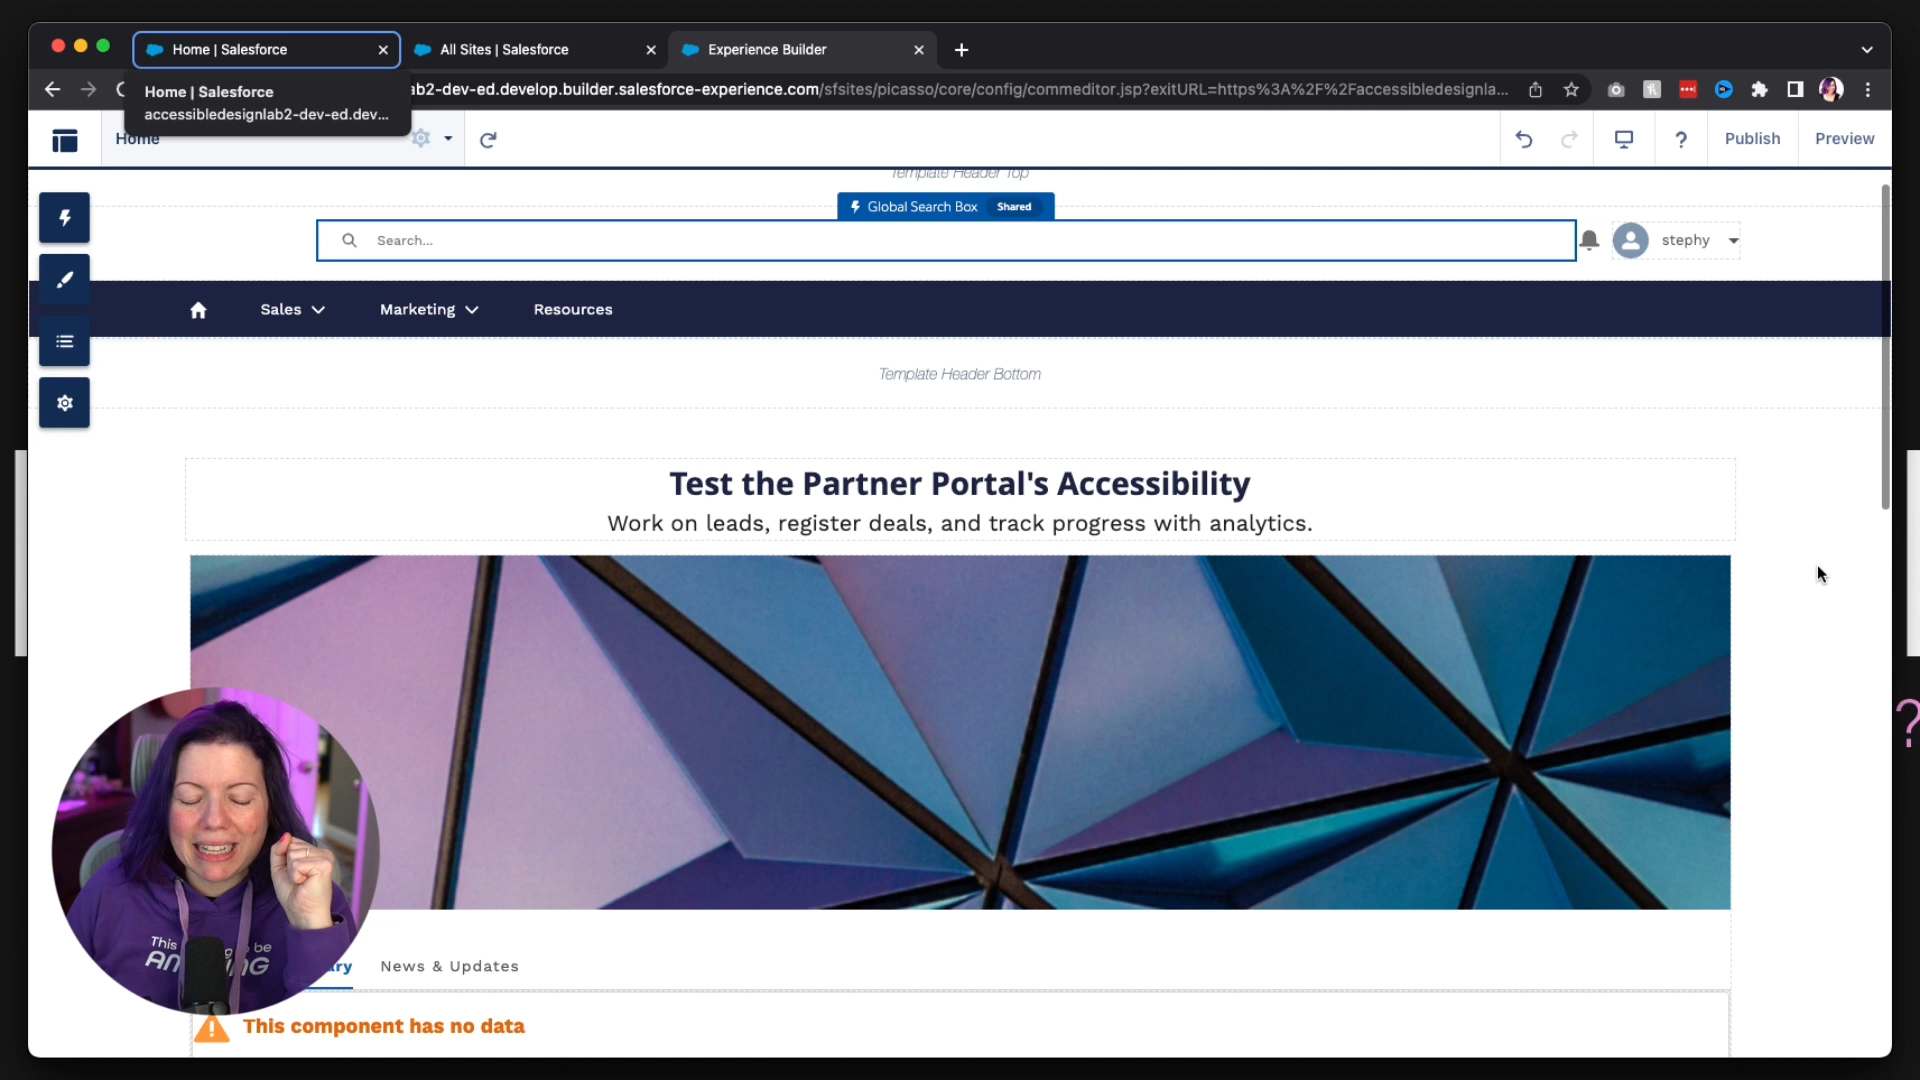 Home | Salesforce
All Sites | Salesforce
Experience Builder
Home | Salesforce
accessibledesignlab2-dev-ed.dev...
ab2-dev-ed.develop.builder.salesforce-experience.com/sfsites/picasso/core/config/commeditor.jsp?exitURL=https%3A%2F%2Faccessibledesignla...
Home
?
Publish
Preview
Template Header Top
Global Search Box
Shared
Search...
stephy
Sales
Marketing
Resources
Template Header Bottom
Test the Partner Portal's Accessibility
Work on leads, register deals, and track progress with analytics.
?
This
be
News & Updates
This component has no data